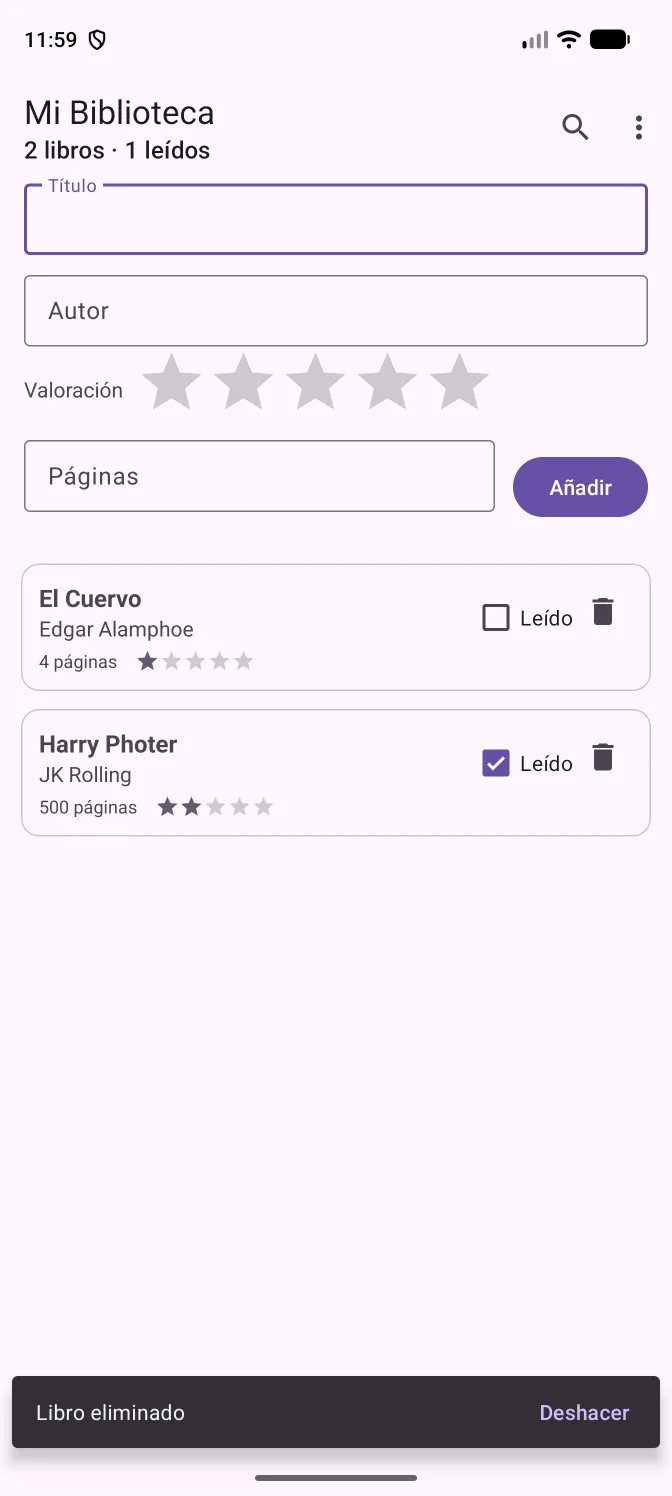 11:59
Mi Biblioteca
2 libros · 1 leídos
Título
Autor
Valoración
Páginas
Añadir
El Cuervo
Edgar Alamphoe
4 páginas
Leído
Harry Photer
JK Rolling
500 páginas
Leído
Libro eliminado
Deshacer